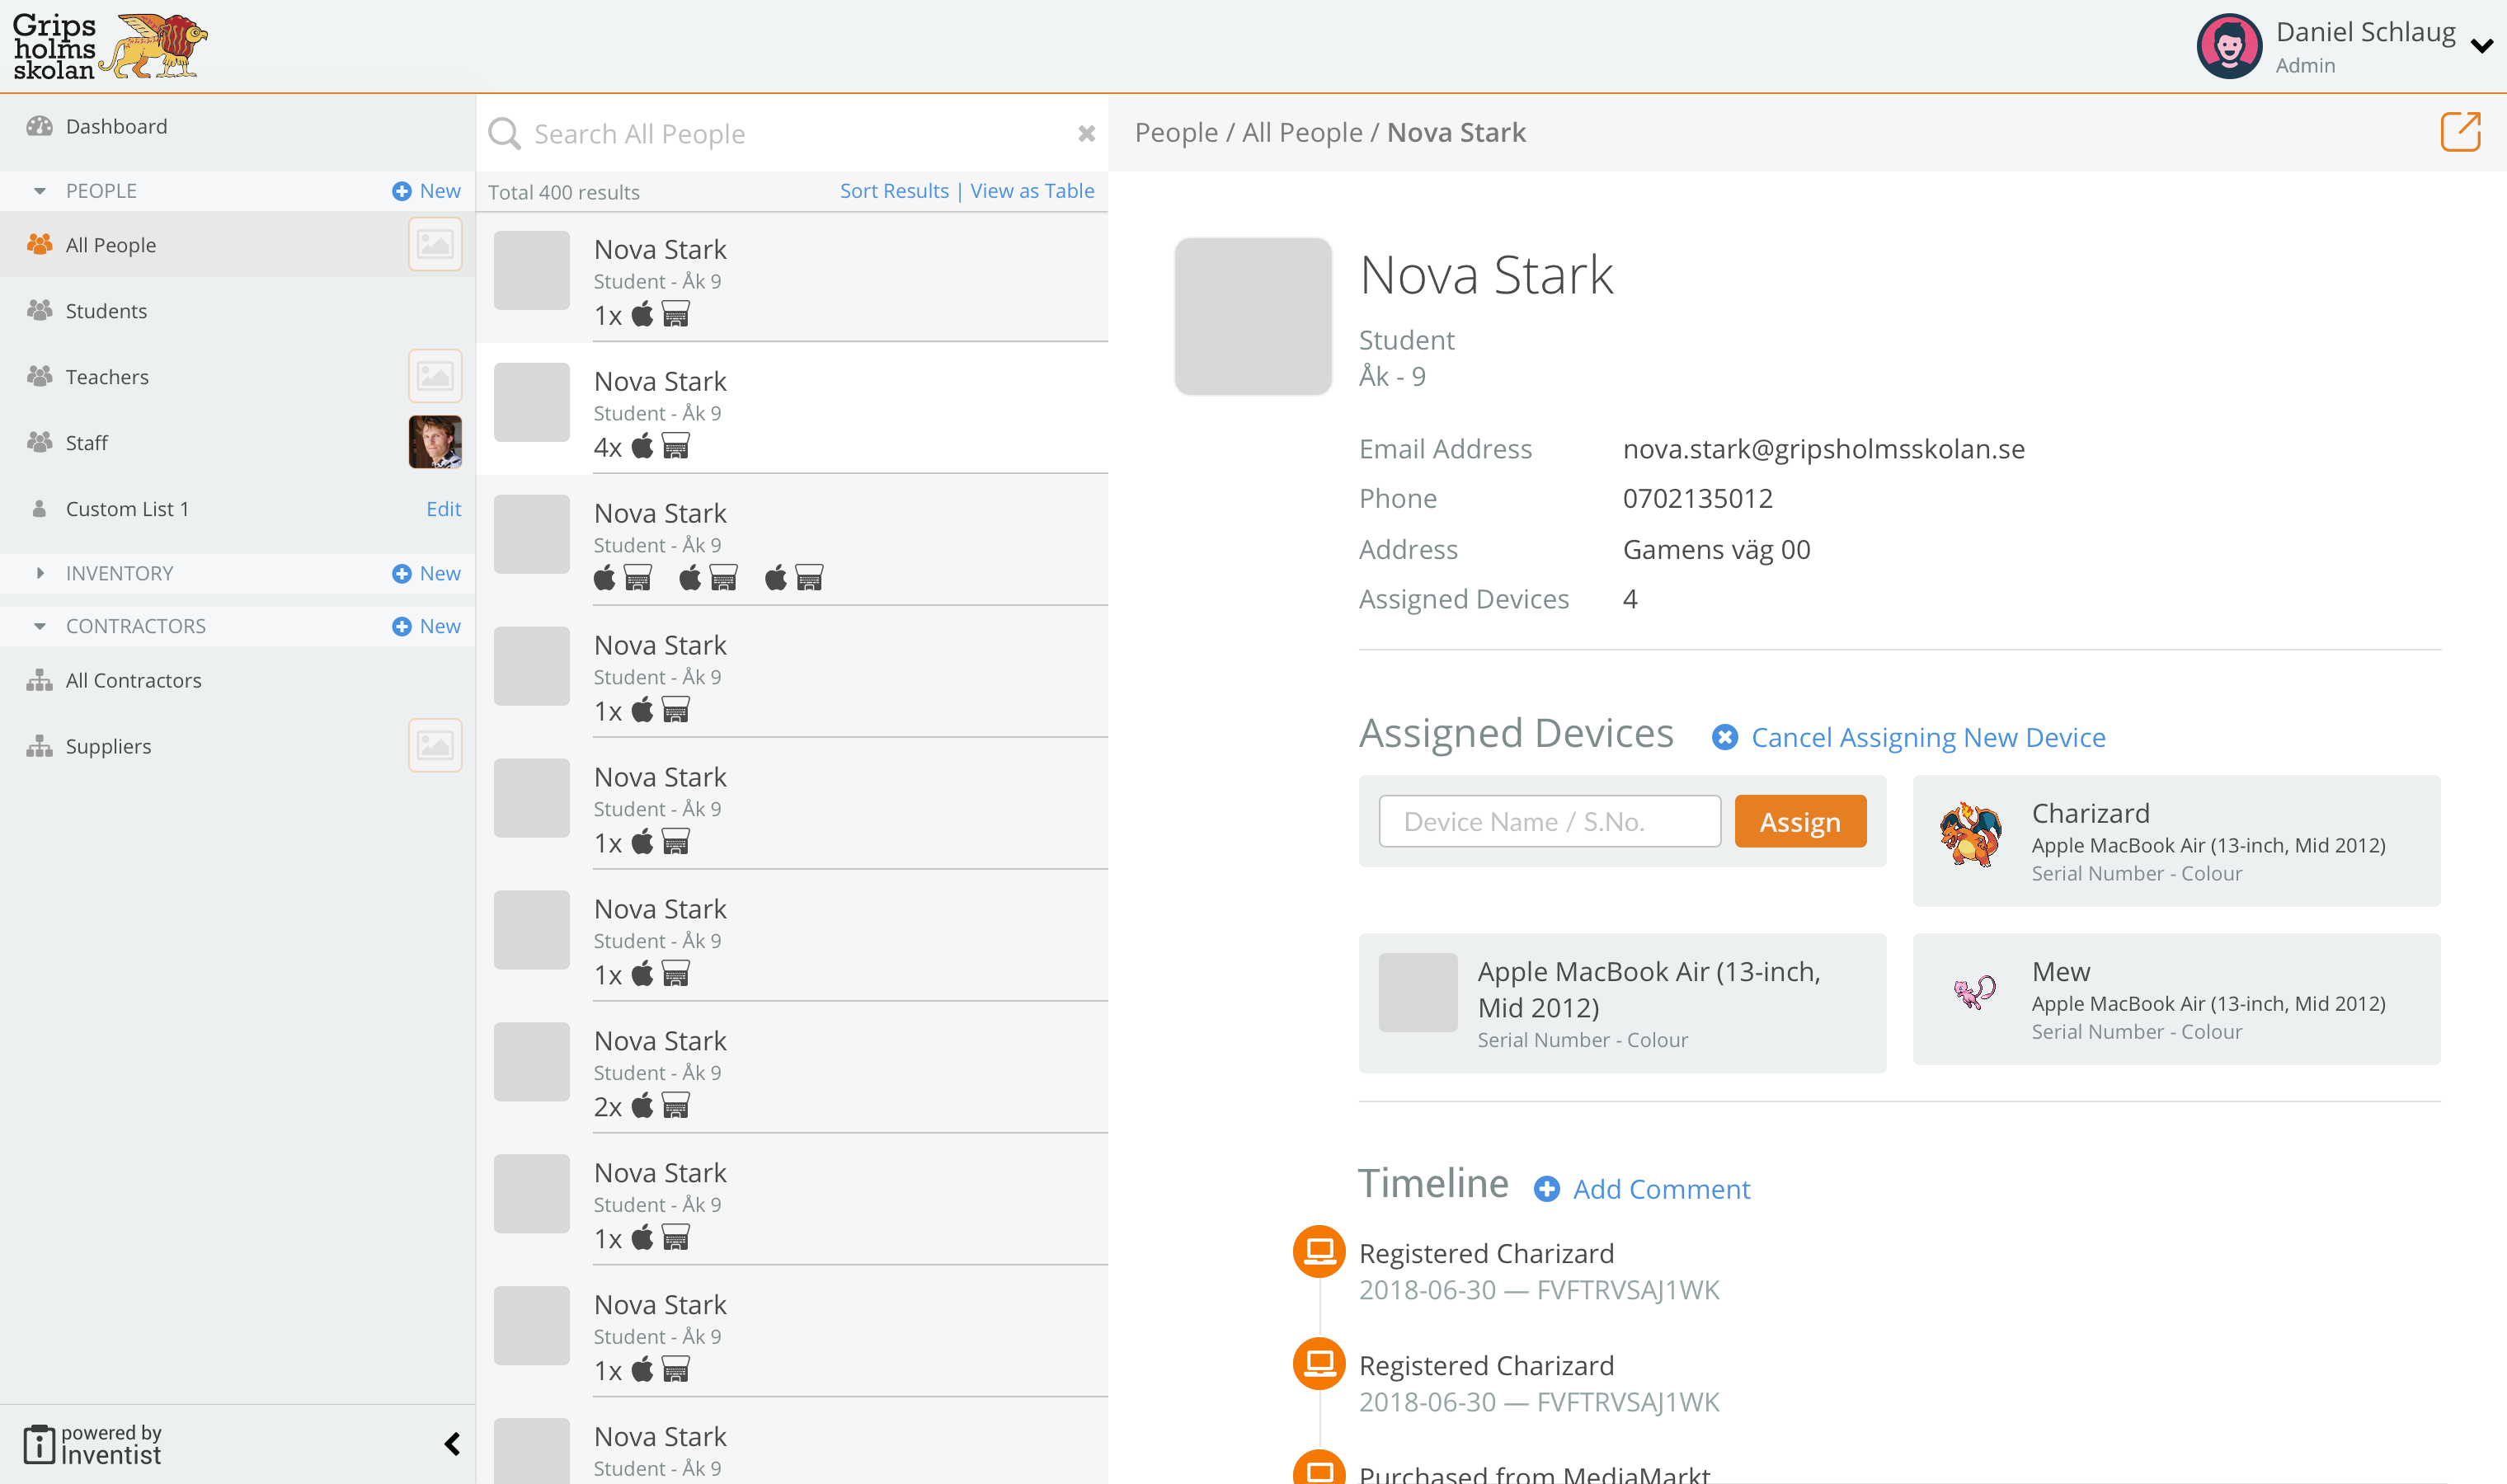 Grips
holms
skolan
Daniel Schlaug
Admin
Dashboard
PEOPLE
New
All People
Students
Teachers
Staff
Custom List 1
Edit
INVENTORY
New
CONTRACTORS
New
All Contractors
Suppliers
powered by
Inventist
Search All People
Total 400 results
Sort Results | View as Table
Nova Stark
Student - Åk 9
1x
Nova Stark
Student - Åk 9
4x
Nova Stark
Student - Åk 9
Nova Stark
Student - Åk 9
1x
Nova Stark
Student - Åk 9
1x
Nova Stark
Student - Åk 9
1x
Nova Stark
Student - Åk 9
2x
Nova Stark
Student - Åk 9
1x
Nova Stark
Student - Åk 9
1x
Nova Stark
Student - Åk 9
People / All People / Nova Stark
Nova Stark
Student
Åk - 9
Email Address nova.stark@gripsholmsskolan.se
Phone 0702135012
Address Gamens väg 00
Assigned Devices 4
Assigned Devices
Cancel Assigning New Device
Device Name / S.No.
Assign
Charizard
Apple MacBook Air (13-inch, Mid 2012)
Serial Number - Colour
Apple MacBook Air (13-inch,
Mid 2012)
Serial Number - Colour
Mew
Apple MacBook Air (13-inch, Mid 2012)
Serial Number - Colour
Timeline
Add Comment
Registered Charizard
2018-06-30 — FVFTRVSAJ1WK
Registered Charizard
2018-06-30 — FVFTRVSAJ1WK
Purchased from MediaMarkt